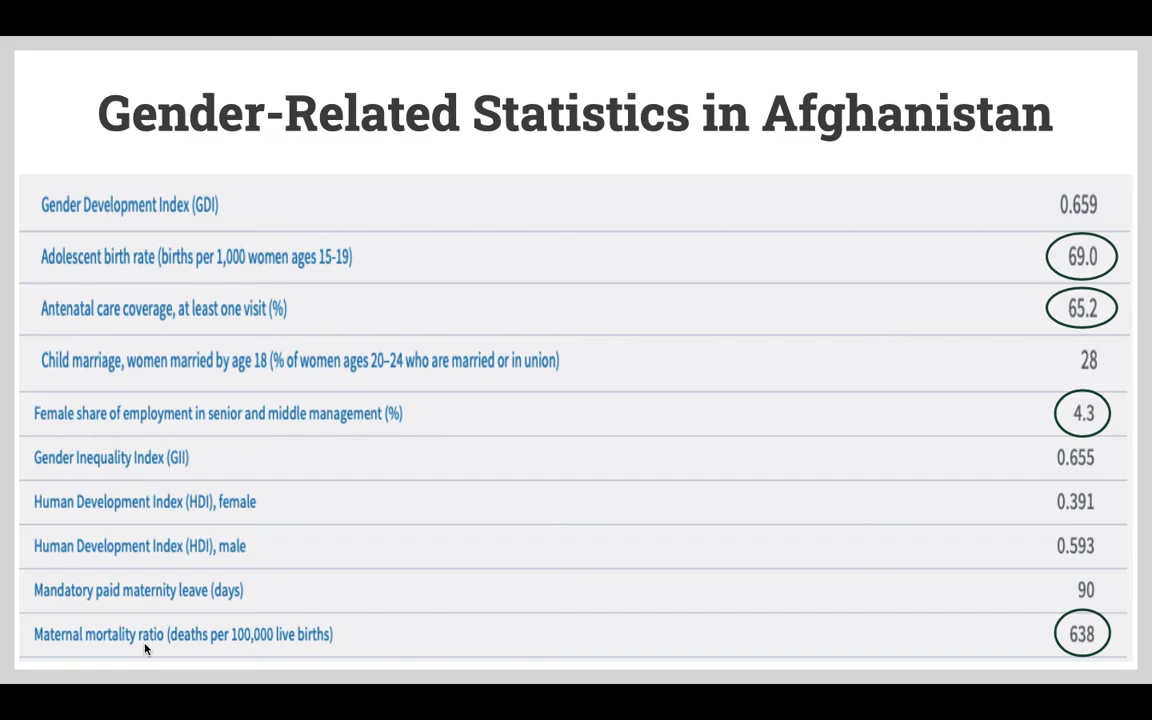 Gender-Related Statistics in Afghanistan
Gender Development Index (GDI) 0.659
Adolescent birth rate (births per 1,000 women ages 15-19) 69.0
Antenatal care coverage, at least one visit (%) 65.2
Child marriage, women married by age 18 (% of women ages 20–24 who are married or in union) 28
Female share of employment in senior and middle management (%) 4.3
Gender Inequality Index (GII) 0.655
Human Development Index (HDI), female 0.391
Human Development Index (HDI), male 0.593
Mandatory paid maternity leave (days) 90
Maternal mortality ratio (deaths per 100,000 live births) 638